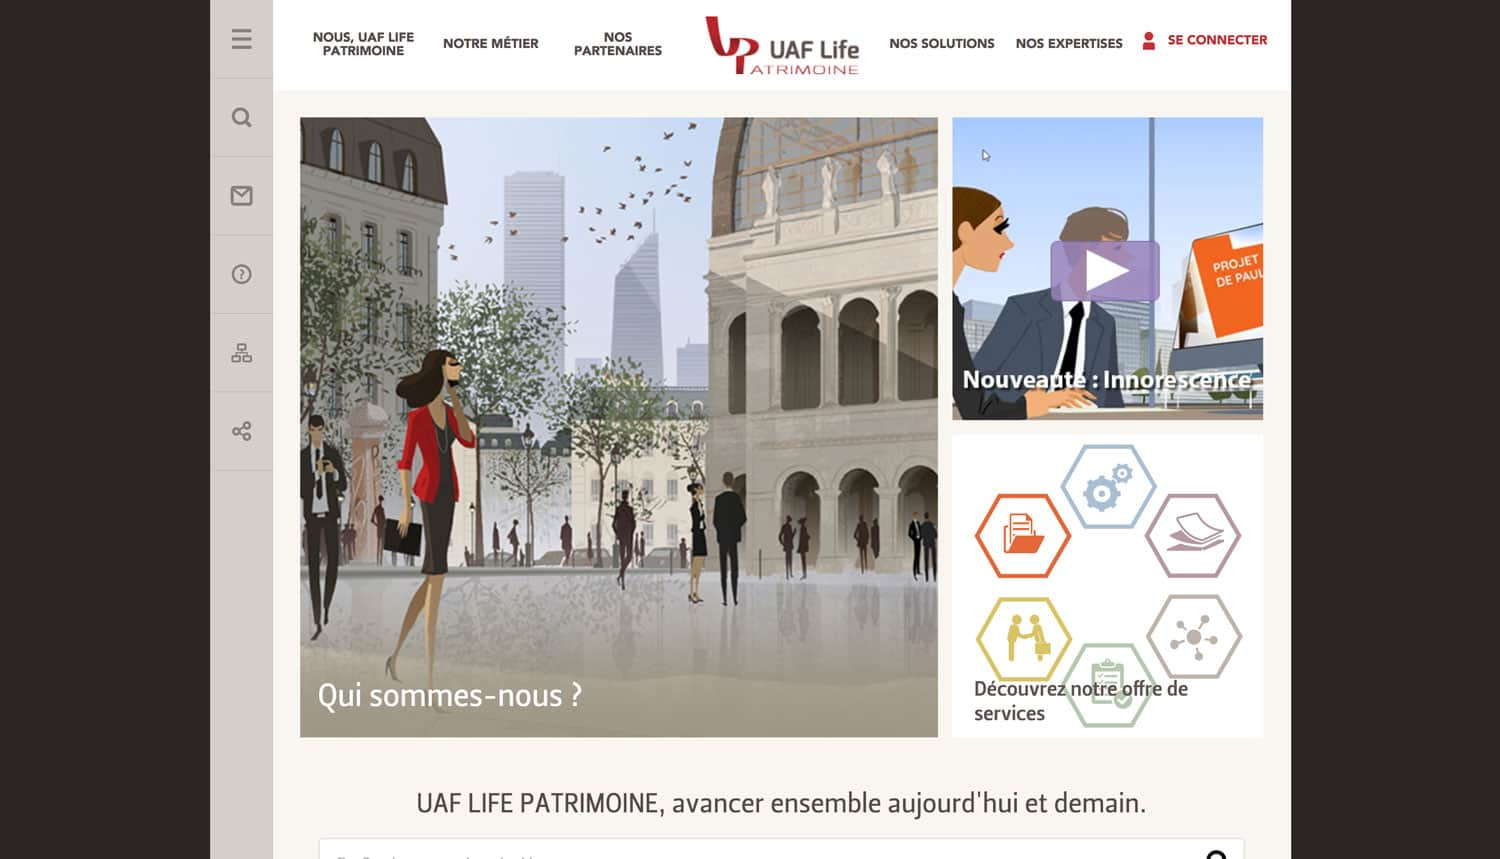 NOUS, UAF LIFE
PATRIMOINE
NOTRE MÉTIER
NOS
PARTENAIRES
UAF Life
PATRIMOINE
NOS SOLUTIONS
NOS EXPERTISES
SE CONNECTER
PROJET
DE PAUL
Nouveauté : Innorescence
Qui sommes-nous ?
Découvrez notre offre de
services
UAF LIFE PATRIMOINE, avancer ensemble aujourd'hui et demain.